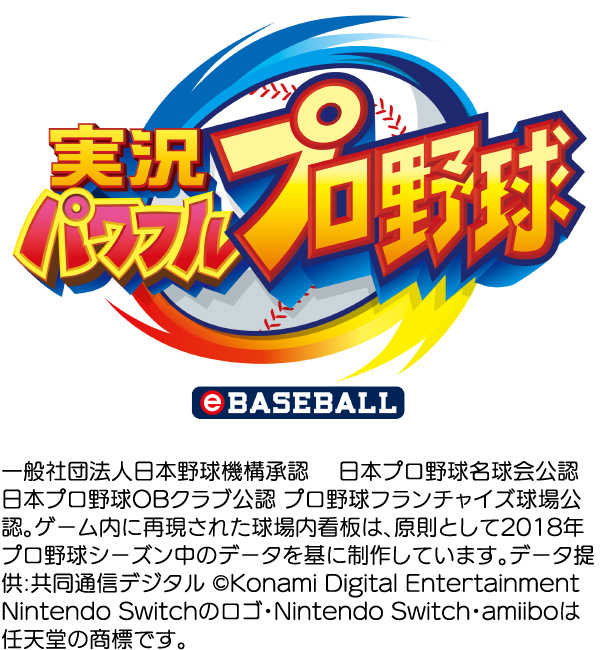 実況
パワフル
プロ野球
eBASEBALL
一般社団法人日本野球機構承認　日本プロ野球名球会公認
日本プロ野球OBクラブ公認 プロ野球フランチャイズ球場公
認。ゲーム内に再現された球場内看板は、原則として2018年
プロ野球シーズン中のデータを基に制作しています。データ提
供:共同通信デジタル ©Konami Digital Entertainment
Nintendo Switchのロゴ・Nintendo Switch・amiiboは
任天堂の商標です。